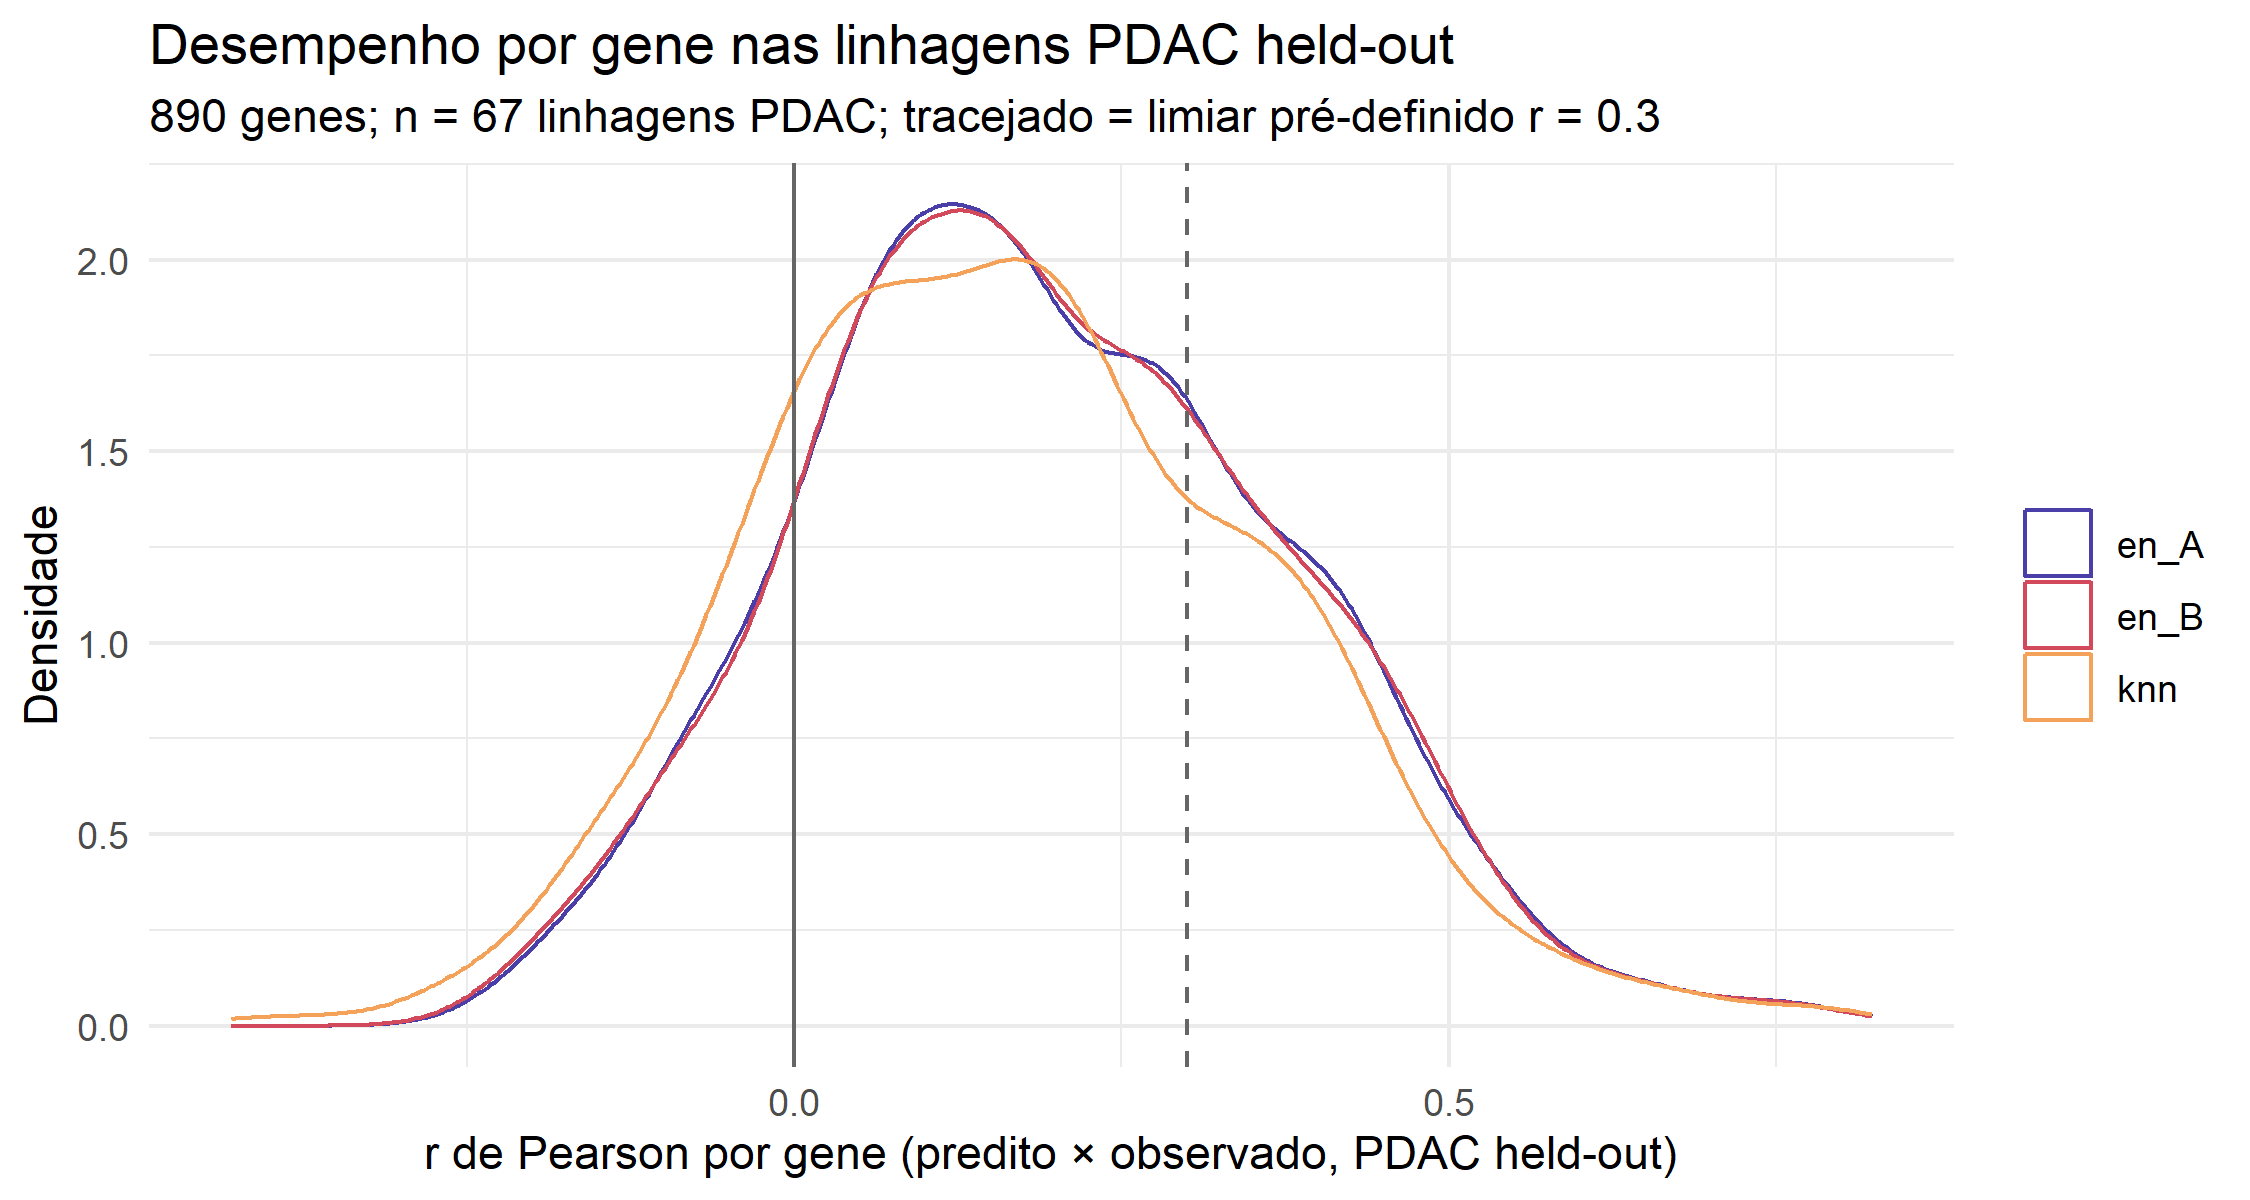 Desempenho por gene nas linhagens PDAC held-out
890 genes; n = 67 linhagens PDAC; tracejado = limiar pré-definido r = 0.3
Densidade
2.0
1.5
1.0
0.5
0.0
0.0
0.5
r de Pearson por gene (predito × observado, PDAC held-out)
en_A
en_B
knn